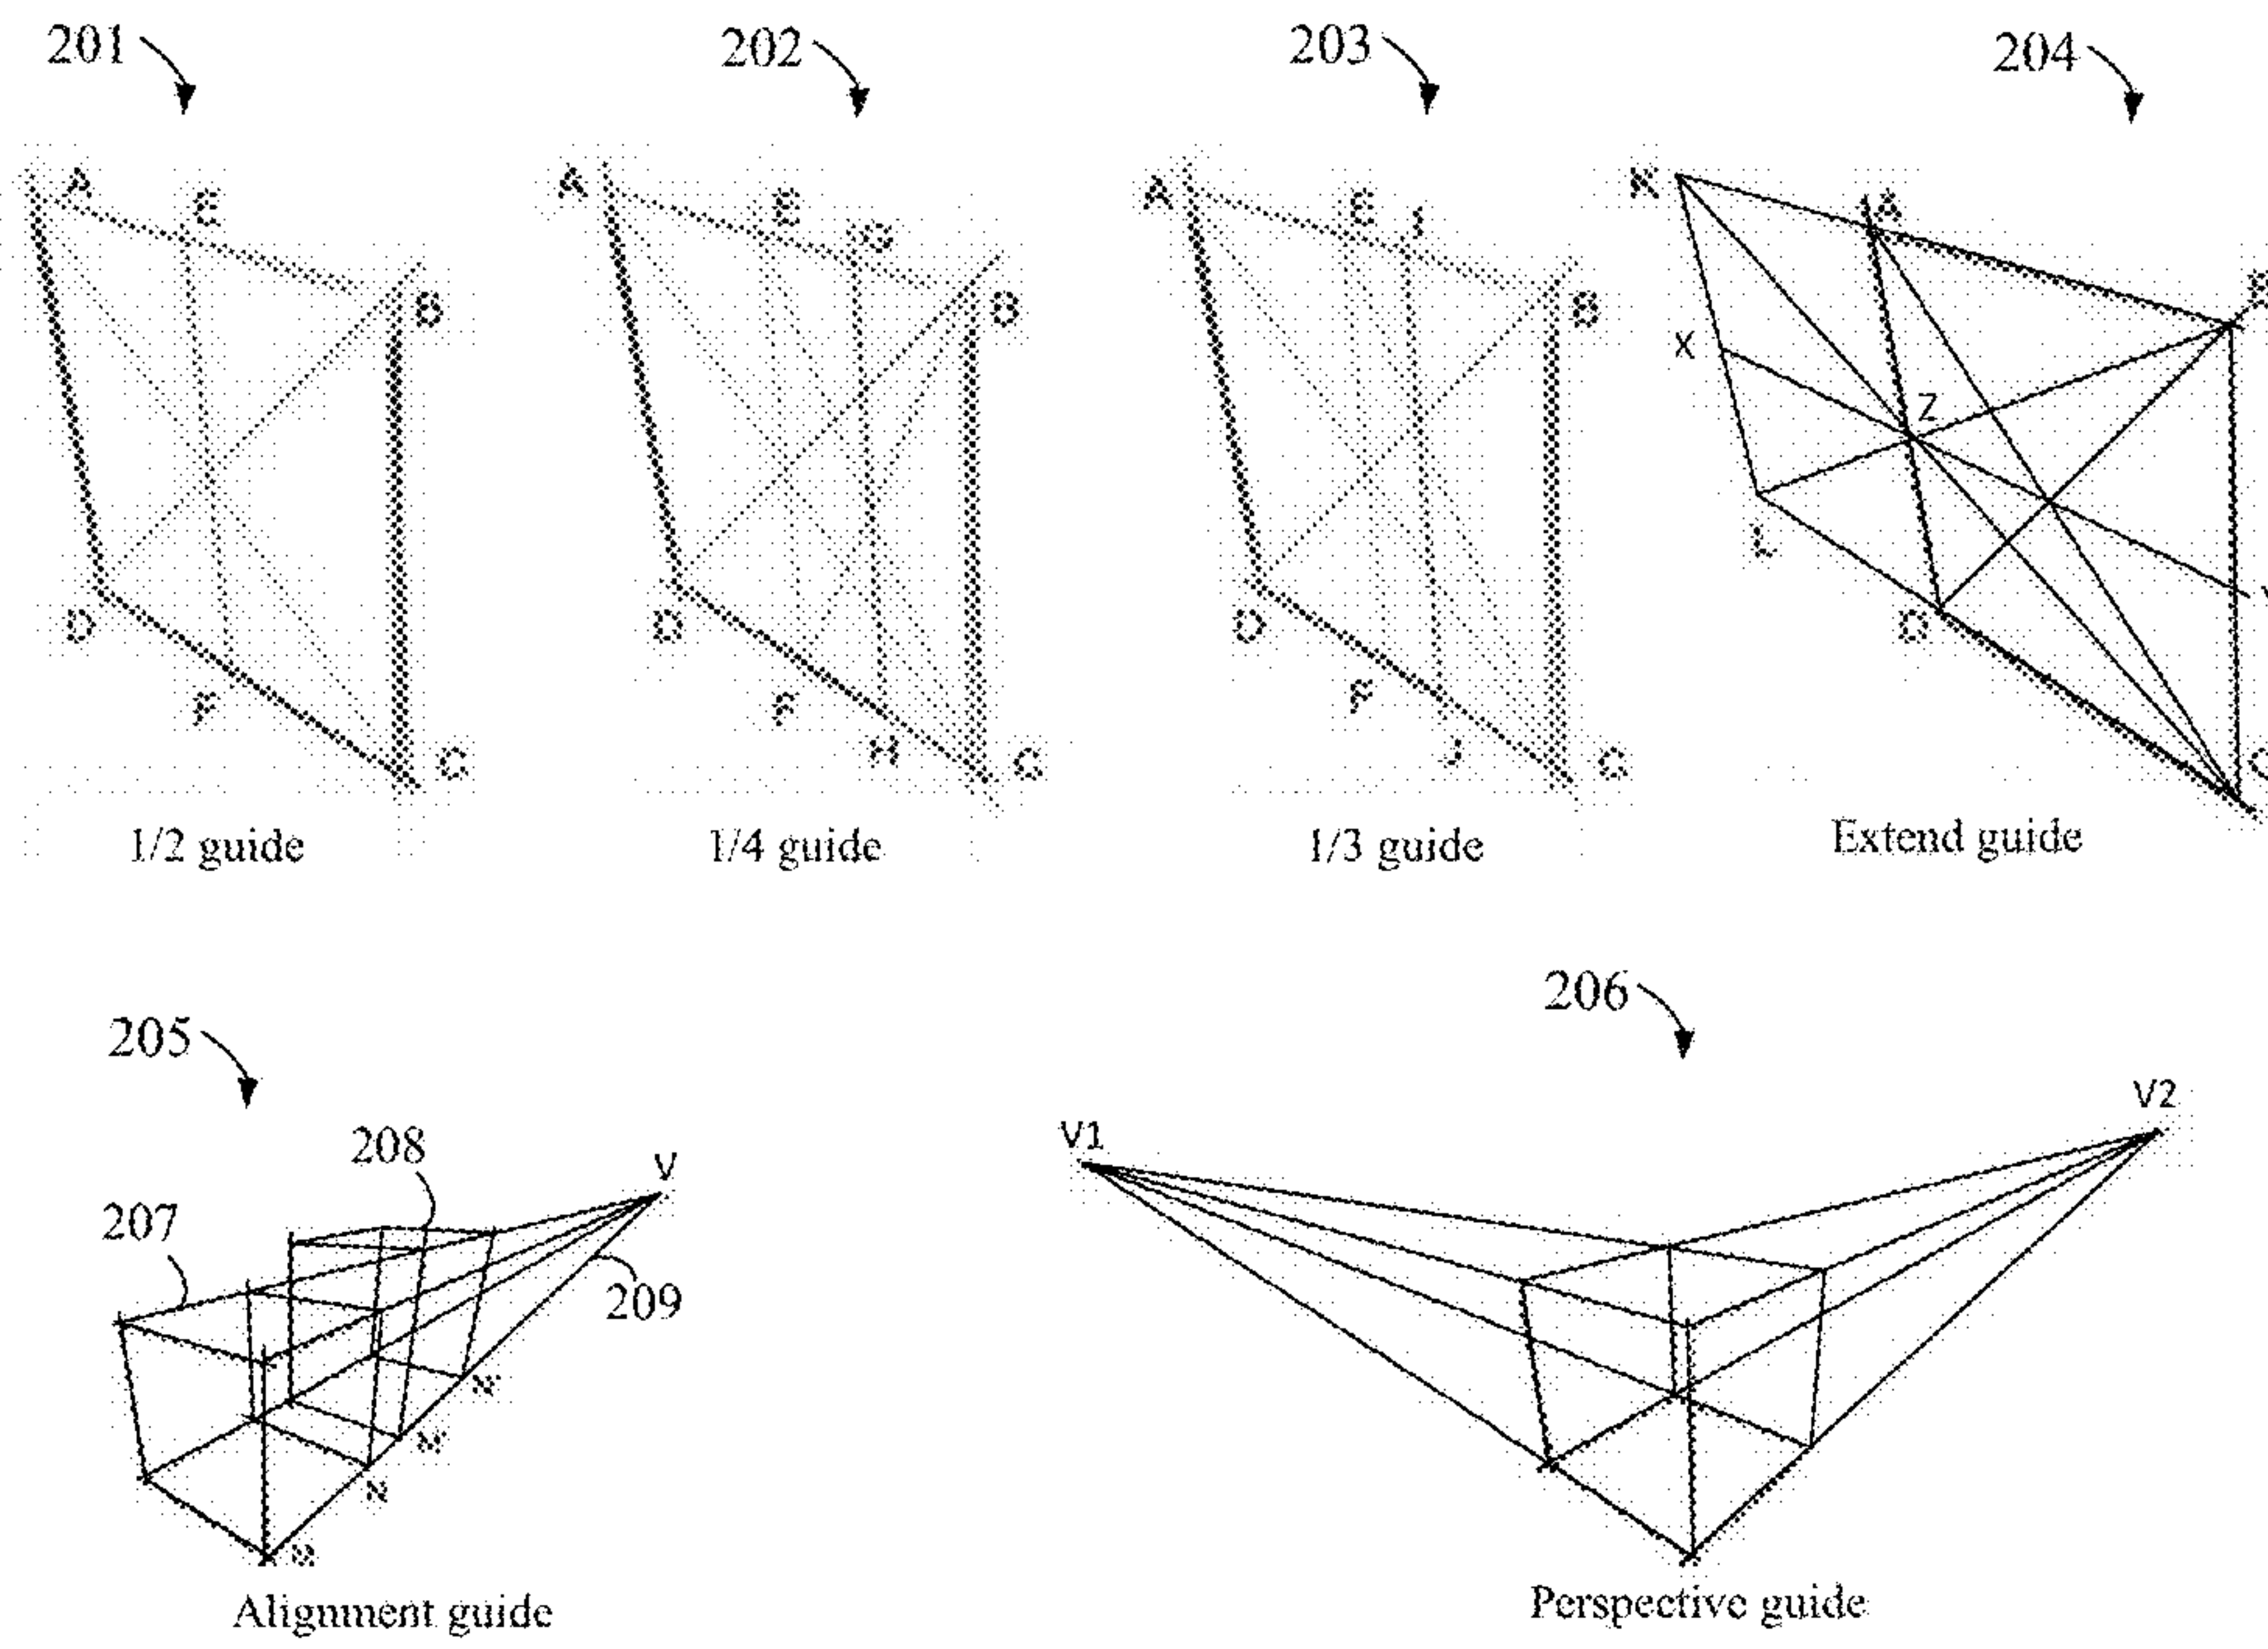 201
202
203
204
A
E
B
D
F
C
1/2 guide
A
E
G
B
D
F
H
C
1/4 guide
A
E
I
B
D
F
J
C
1/3 guide
K
A
B
X
Z
L
D
C
Extend guide
205
206
208
V
207
209
N'
M'
N
M
Alignment guide
V1
V2
Perspective guide